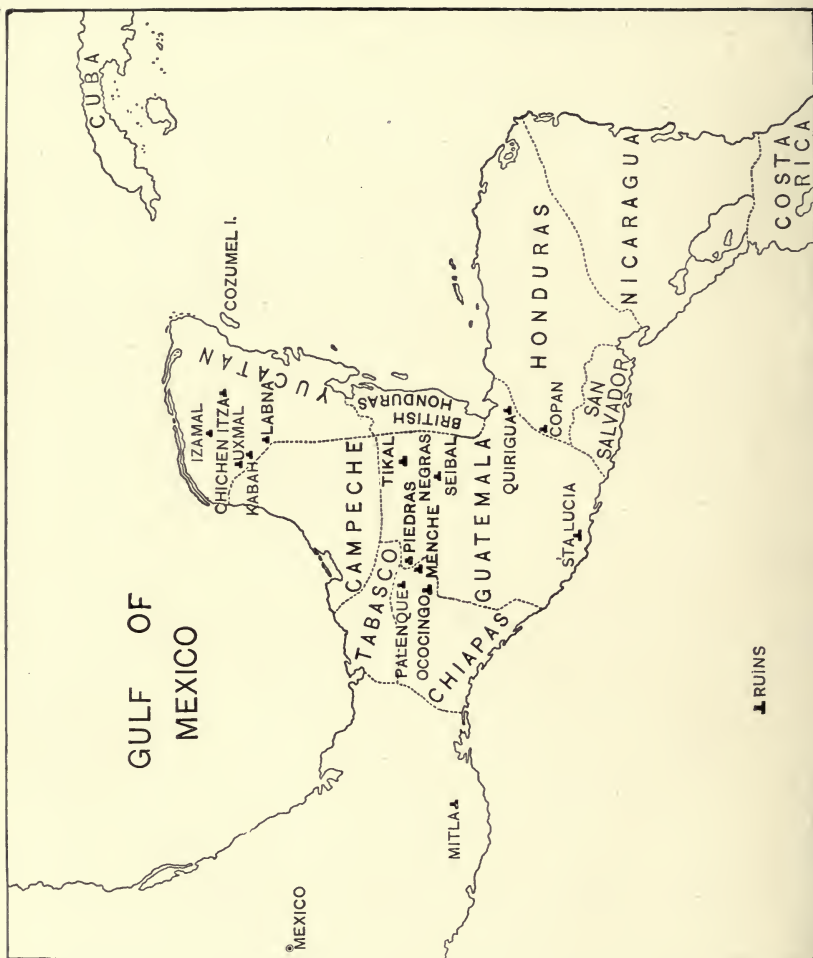 GULF OF
MEXICO
CUBA
COZUMEL I.
YUCATAN
IZAMAL
CHICHEN ITZA
UXMAL
KABAH
LABNA
CAMPECHE
BRITISH
HONDURAS
TABASCO
TIKAL
PIEDRAS
NEGRAS
MENCHE
SEIBAL
PALENQUE
OCOCINGO
CHIAPAS
GUATEMALA
QUIRIGUA
COPAN
STA LUCIA
HONDURAS
SAN
SALVADOR
NICARAGUA
COSTA
RICA
MITLA
MEXICO
RUINS